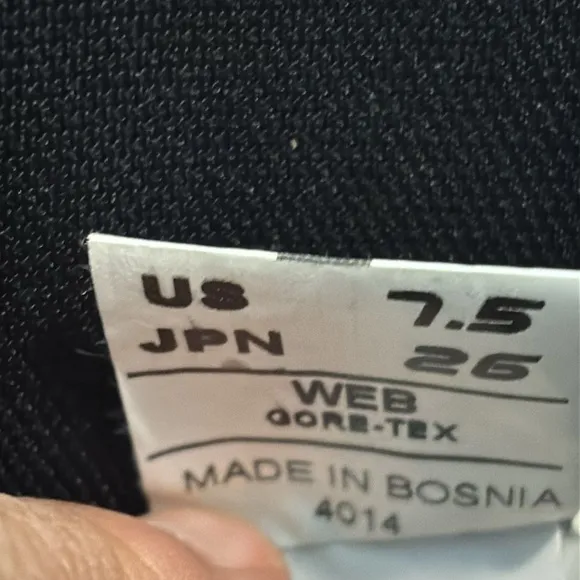 US 7.5
JPN 26
WEB
GORE-TEX
MADE IN BOSNIA
4014